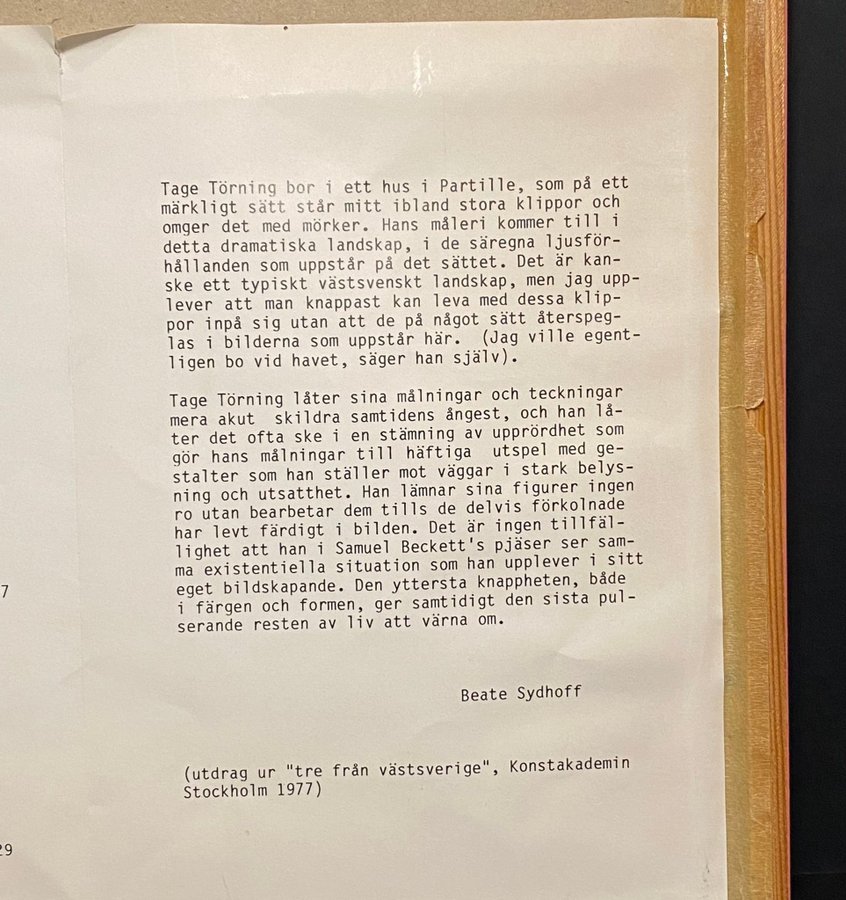 Tage Törning bor i ett hus i Partille, som på ett
märkligt sätt står mitt ibland stora klippor och
omger det med mörker. Hans måleri kommer till i
detta dramatiska landskap, i de säregna ljusför-
hållanden som uppstår på det sättet. Det är kan-
ske ett typiskt västsvenskt landskap, men jag upp-
lever att man knappast kan leva med dessa klip-
por inpå sig utan att de på något sätt återspeg-
las i bilderna som uppstår här. (Jag ville egent-
ligen bo vid havet, säger han själv).
Tage Törning låter sina målningar och teckningar
mera akut skildra samtidens ångest, och han lå-
ter det ofta ske i en stämning av upprördhet som
gör hans målningar till häftiga utspel med ge-
stalter som han ställer mot väggar i stark belys-
ning och utsatthet. Han lämnar sina figurer ingen
ro utan bearbetar dem tills de delvis förkolnade
har levt färdigt i bilden. Det är ingen tillfäl-
lighet att han i Samuel Beckett's pjäser ser sam-
ma existentiella situation som han upplever i sitt
eget bildskapande. Den yttersta knappheten, både
i färgen och formen, ger samtidigt den sista pul-
serande resten av liv att värna om.
Beate Sydhoff
(utdrag ur "tre från västsverige", Konstakademin
Stockholm 1977)
7
29